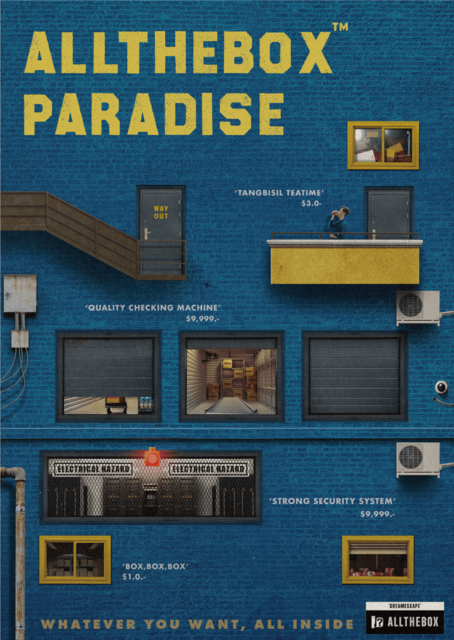 ALLTHEBOX™
PARADISE
WAY
OUT
'TANGBISIL TEATIME'
$3.0-
'QUALITY CHECKING MACHINE'
$9,999.-
ELECTRICAL HAZARD
ELECTRICAL HAZARD
'STRONG SECURITY SYSTEM'
$9,999.-
'BOX,BOX,BOX'
$1.0.-
WHATEVER YOU WANT, ALL INSIDE
DREAMESCAPE
ALLTHEBOX